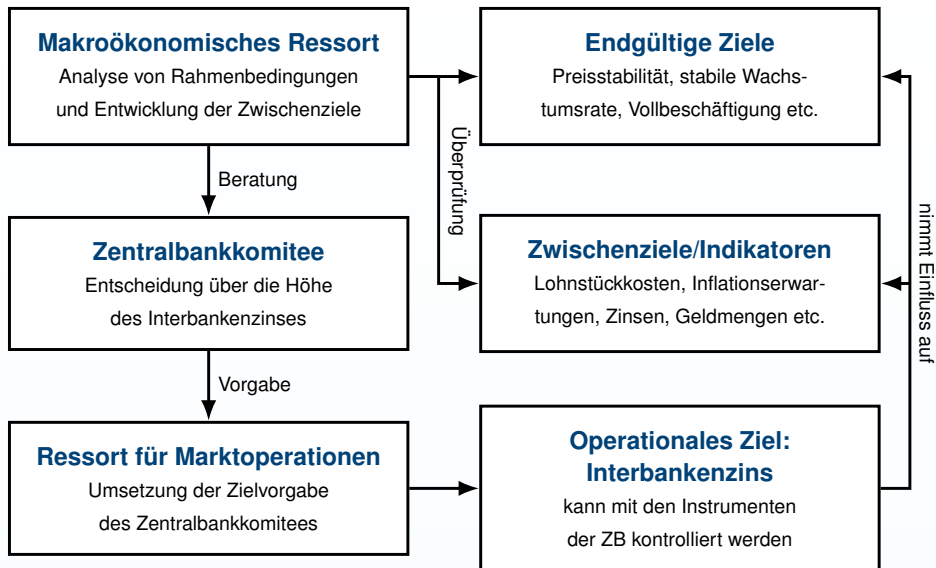 Makroökonomisches Ressort
Analyse von Rahmenbedingungen
und Entwicklung der Zwischenziele
Endgültige Ziele
Preisstabilität, stabile Wachs-
tumsrate, Vollbeschäftigung etc.
Überprüfung
Beratung
Zentralbankkomitee
Entscheidung über die Höhe
des Interbankenzinses
Zwischenziele/Indikatoren
Lohnstückkosten, Inflationserwar-
tungen, Zinsen, Geldmengen etc.
nimmt Einfluss auf
Vorgabe
Ressort für Marktoperationen
Umsetzung der Zielvorgabe
des Zentralbankkomitees
Operationales Ziel:
Interbankenzins
kann mit den Instrumenten
der ZB kontrolliert werden